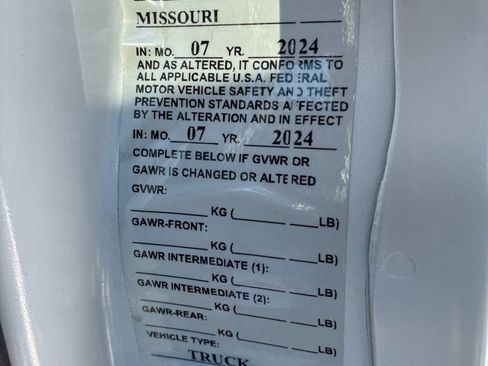 MISSOURI
IN: MO. 07 YR. 2024
AND AS ALTERED, IT CONFORMS TO
ALL APPLICABLE U.S.A. FEDERAL
MOTOR VEHICLE SAFETY AND THEFT
PREVENTION STANDARDS AFFECTED
BY THE ALTERATION AND IN EFFECT
IN: MO. 07 YR. 2024
COMPLETE BELOW IF GVWR OR
GAWR IS CHANGED OR ALTERED
GVWR:
KG ( LB)
GAWR-FRONT:
KG ( LB)
GAWR INTERMEDIATE (1):
KG ( LB)
GAWR INTERMEDIATE (2):
KG ( LB)
GAWR-REAR:
KG ( LB)
VEHICLE TYPE:
TRUCK